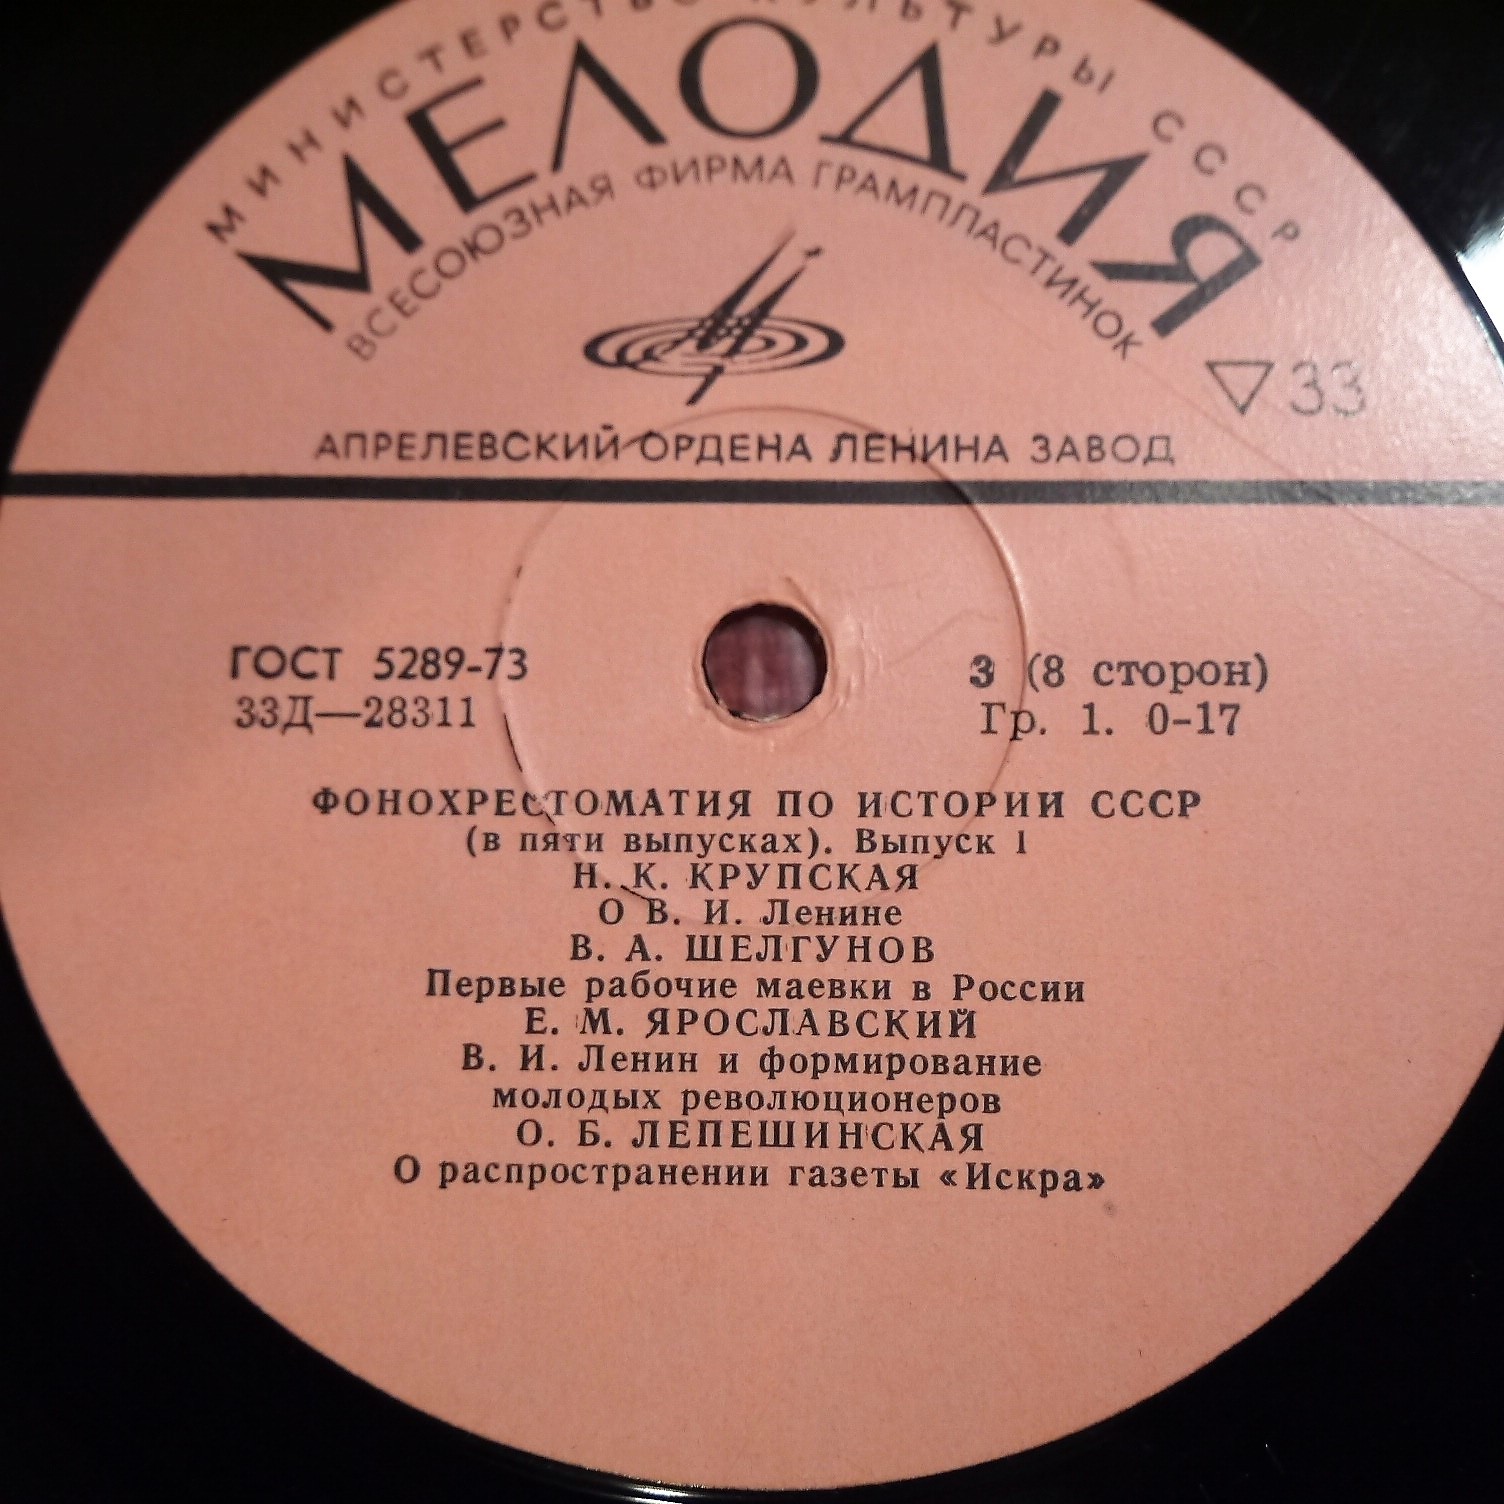 МИНИСТЕРСТВО КУЛЬТУРЫ СССР
МЕЛОДИЯ
ВСЕСОЮЗНАЯ ФИРМА ГРАМПЛАСТИНОК
33
АПРЕЛЕВСКИЙ ОРДЕНА ЛЕНИНА ЗАВОД
ГОСТ 5289-73
33Д—28311
3 (8 сторон)
Гр. 1. 0-17
ФОНОХРЕСТОМАТИЯ ПО ИСТОРИИ СССР
(в пяти выпусках). Выпуск 1
Н. К. КРУПСКАЯ
О В. И. Ленине
В. А. ШЕЛГУНОВ
Первые рабочие маевки в России
Е. М. ЯРОСЛАВСКИЙ
В. И. Ленин и формирование
молодых революционеров
О. Б. ЛЕПЕШИНСКАЯ
О распространении газеты «Искра»